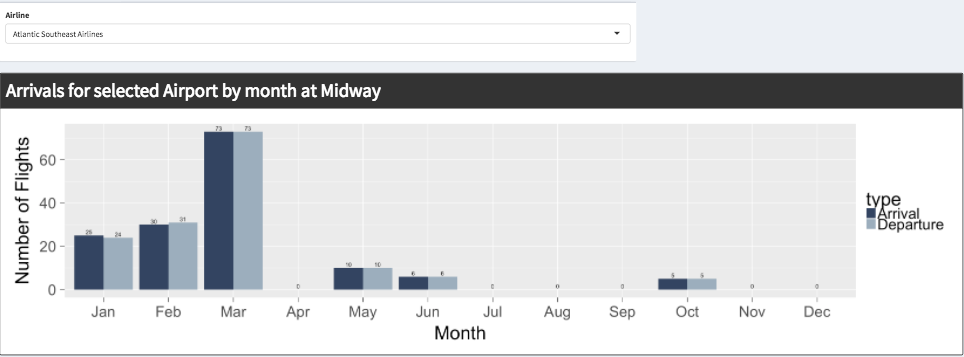 Airline
Atlantic Southeast Airlines
Arrivals for selected Airport by month at Midway
Number of Flights
60
40
20
0
25 24 30 31 73 73 0 10 10 6 6 0 0 0 5 5 0 0
Jan Feb Mar Apr May Jun Jul Aug Sep Oct Nov Dec
Month
type
Arrival
Departure